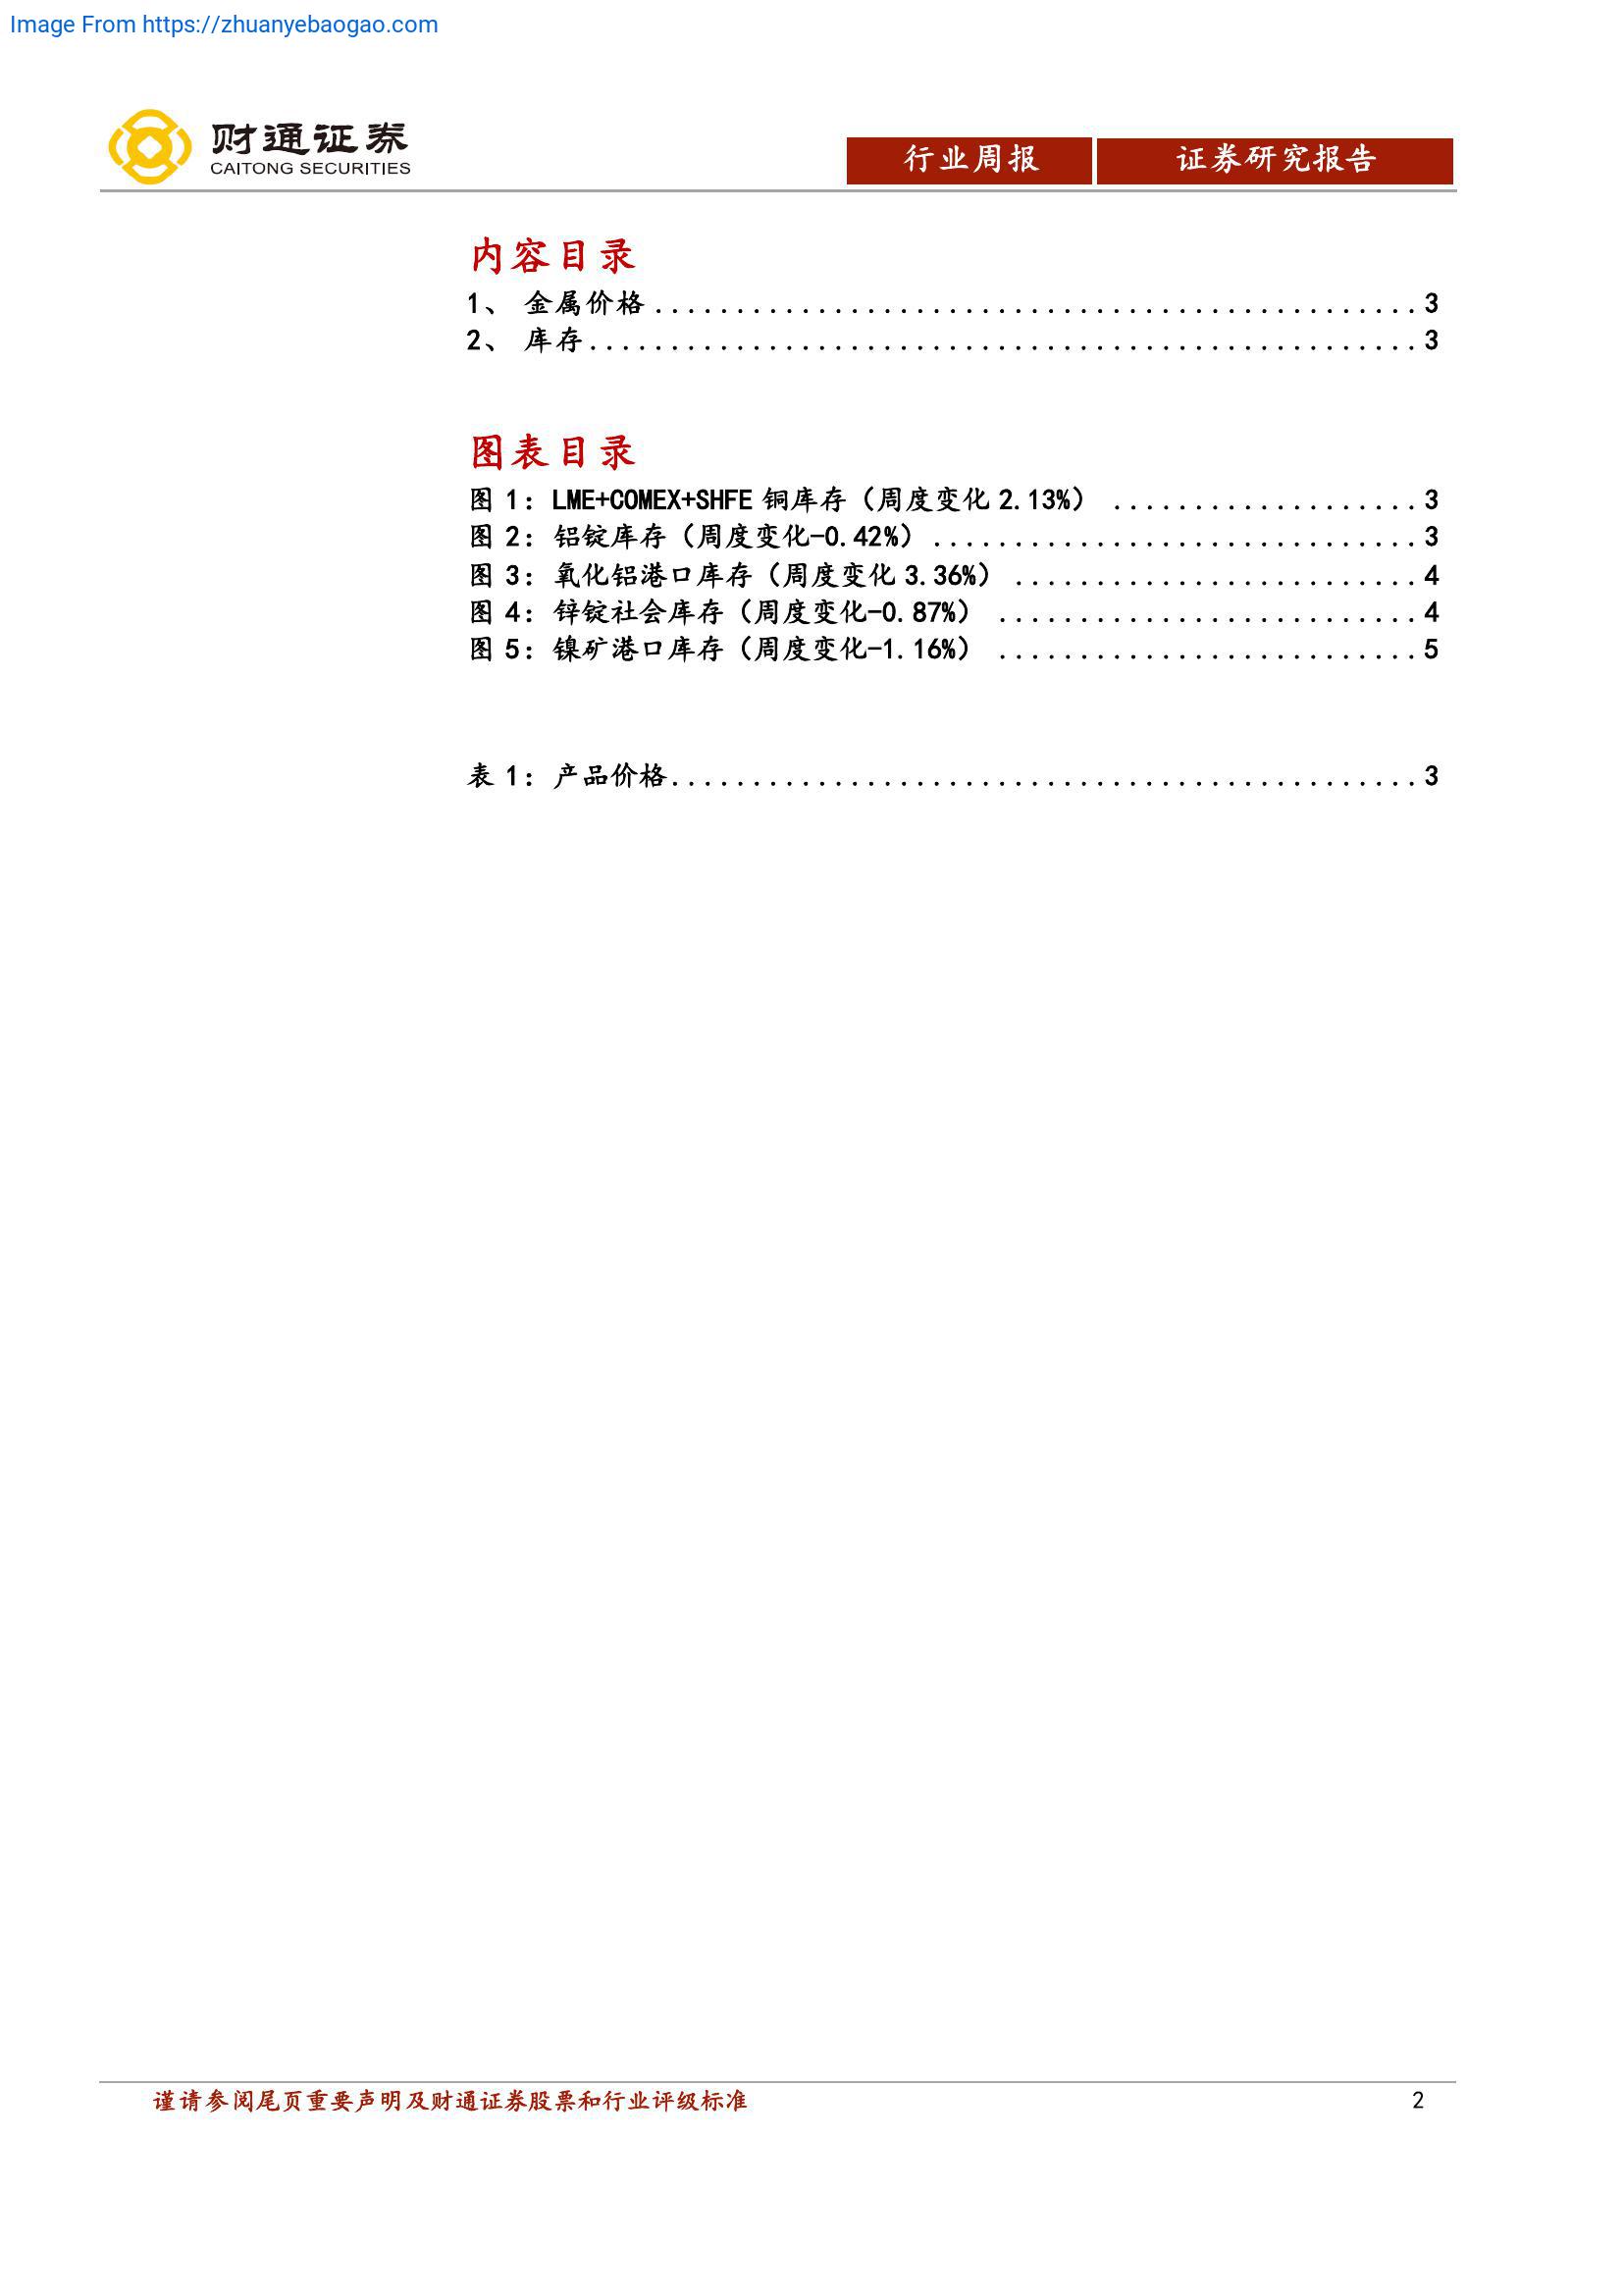 Image From https://zhuanyebaogao.com
财通证券
CAITONG SECURITIES
行业周报
证券研究报告
内容目录
1、 金属价格 ............................................... 3
2、 库存 ................................................... 3
图表目录
图 1：LME+COMEX+SHFE 铜库存（周度变化 2.13%） ................... 3
图 2：铝锭库存（周度变化-0.42%） .............................. 3
图 3：氧化铝港口库存（周度变化 3.36%） ......................... 4
图 4：锌锭社会库存（周度变化-0.87%） .......................... 4
图 5：镍矿港口库存（周度变化-1.16%） .......................... 5
表 1：产品价格 .............................................. 3
谨请参阅尾页重要声明及财通证券股票和行业评级标准
2